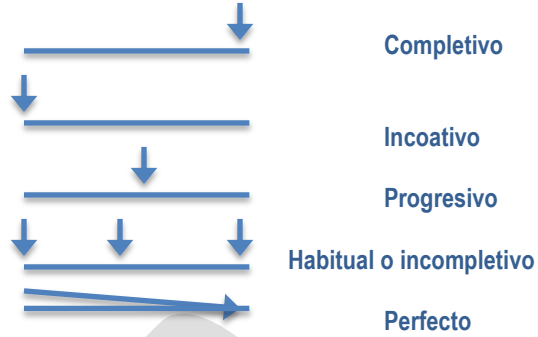 Completivo
Incoativo
Progresivo
Habitual o incompletivo
Perfecto